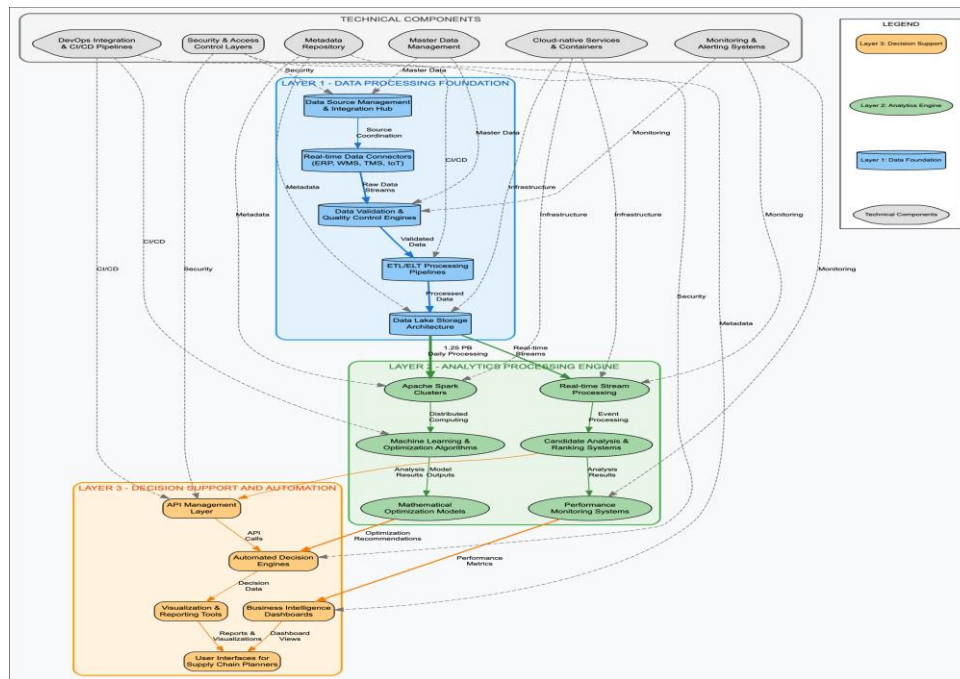 TECHNICAL COMPONENTS
DevOps Integration
& CI/CD Pipelines
Security & Access
Control Layers
Metadata
Repository
Master Data
Management
Cloud-native Services
& Containers
Monitoring &
Alerting Systems
LEGEND
Layer 3: Decision Support
Layer 2: Analytics Engine
Layer 1: Data Foundation
Technical Components
Security
Master Data
LAYER 1 - DATA PROCESSING FOUNDATION
Data Source Management
& Integration Hub
Source
Coordination
Master Data
Monitoring
Real-time Data Connectors
(ERP, WMS, TMS, IoT)
CI/CD
Metadata
Raw Data
Streams
Infrastructure
Data Validation &
Quality Control Engines
Metadata
Infrastructure
Infrastructure
Monitoring
Validated
Data
CI/CD
CI/CD
Security
ETL/ELT Processing
Pipelines
Monitoring
Processed
Data
Security
Data Lake Storage
Architecture
Metadata
1.25 PB
Daily Processing
Real-time
Streams
LAYER 2 - ANALYTICS PROCESSING ENGINE
Apache Spark
Clusters
Real-time Stream
Processing
Distributed
Computing
Event
Processing
Machine Learning &
Optimization Algorithms
Candidate Analysis &
Ranking Systems
Analysis
Results
Model
Outputs
Analysis
Results
LAYER 3 - DECISION SUPPORT AND AUTOMATION
API Management
Layer
Mathematical
Optimization Models
Performance
Monitoring Systems
API
Calls
Optimization
Recommendations
Automated Decision
Engines
Performance
Metrics
Decision
Data
Visualization &
Reporting Tools
Business Intelligence
Dashboards
Reports &
Visualizations
Dashboard
Views
User Interfaces for
Supply Chain Planners